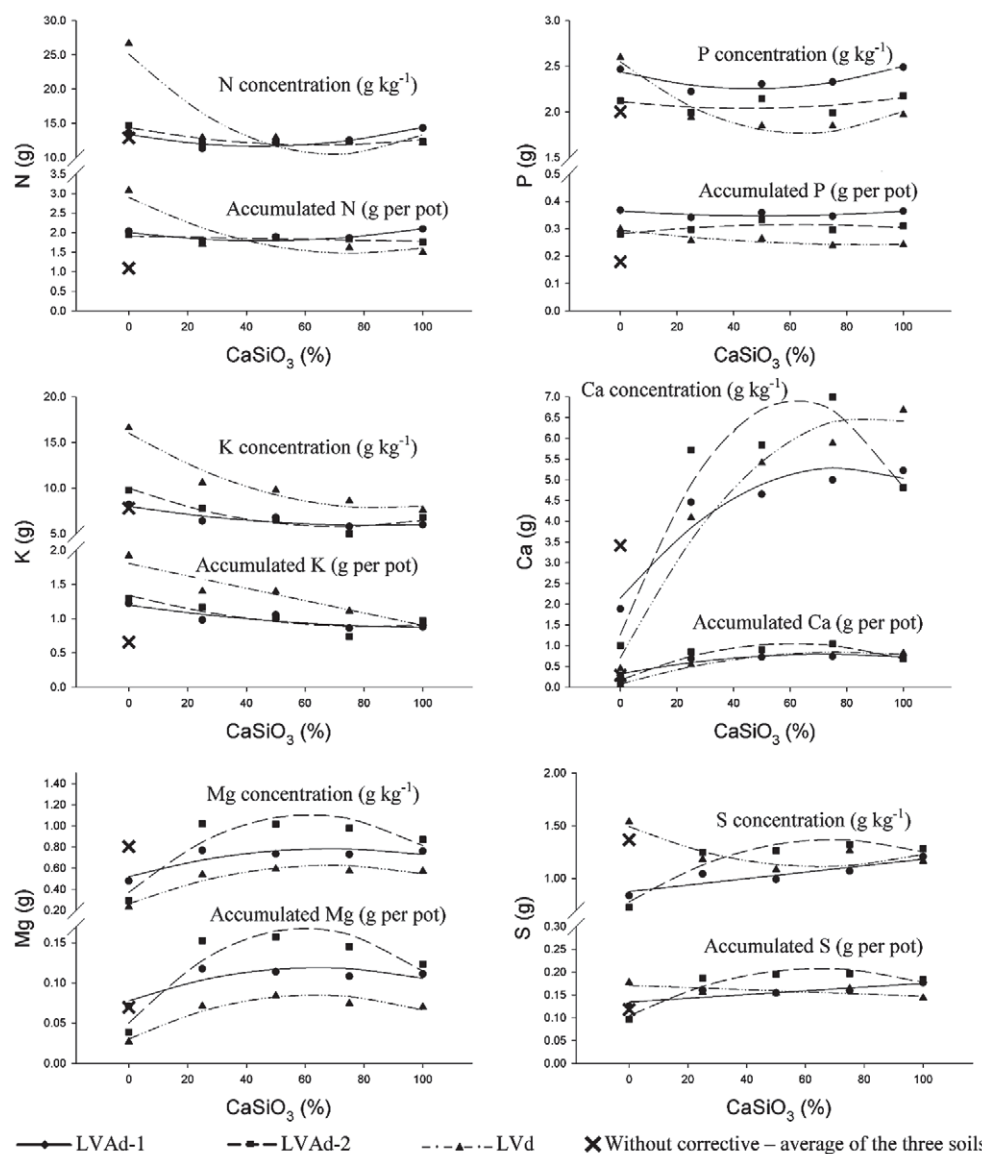 N concentration (g kg⁻¹)
Accumulated N (g per pot)
N (g)
30.0
25.0
20.0
15.0
10.0
3.5
3.0
2.5
2.0
1.5
1.0
0.5
0.0
0 20 40 60 80 100
CaSiO₃ (%)
P concentration (g kg⁻¹)
Accumulated P (g per pot)
P (g)
3.0
2.5
2.0
1.5
0.4
0.3
0.2
0.1
0.0
0 20 40 60 80 100
CaSiO₃ (%)
K concentration (g kg⁻¹)
Accumulated K (g per pot)
K (g)
20.0
15.0
10.0
5.0
2.0
1.5
1.0
0.5
0.0
0 20 40 60 80 100
CaSiO₃ (%)
Ca concentration (g kg⁻¹)
Accumulated Ca (g per pot)
Ca (g)
7.0
6.5
6.0
5.5
5.0
4.5
4.0
3.5
3.0
2.5
2.0
1.5
1.0
0.5
0.0
0 20 40 60 80 100
CaSiO₃ (%)
Mg concentration (g kg⁻¹)
Accumulated Mg (g per pot)
Mg (g)
1.40
1.20
1.00
0.80
0.60
0.40
0.20
0.15
0.10
0.05
0.00
0 20 40 60 80 100
CaSiO₃ (%)
S concentration (g kg⁻¹)
Accumulated S (g per pot)
S (g)
2.00
1.50
1.00
0.25
0.20
0.15
0.10
0.05
0.00
0 20 40 60 80 100
CaSiO₃ (%)
LVAd-1 LVAd-2 LVd Without corrective – average of the three soils